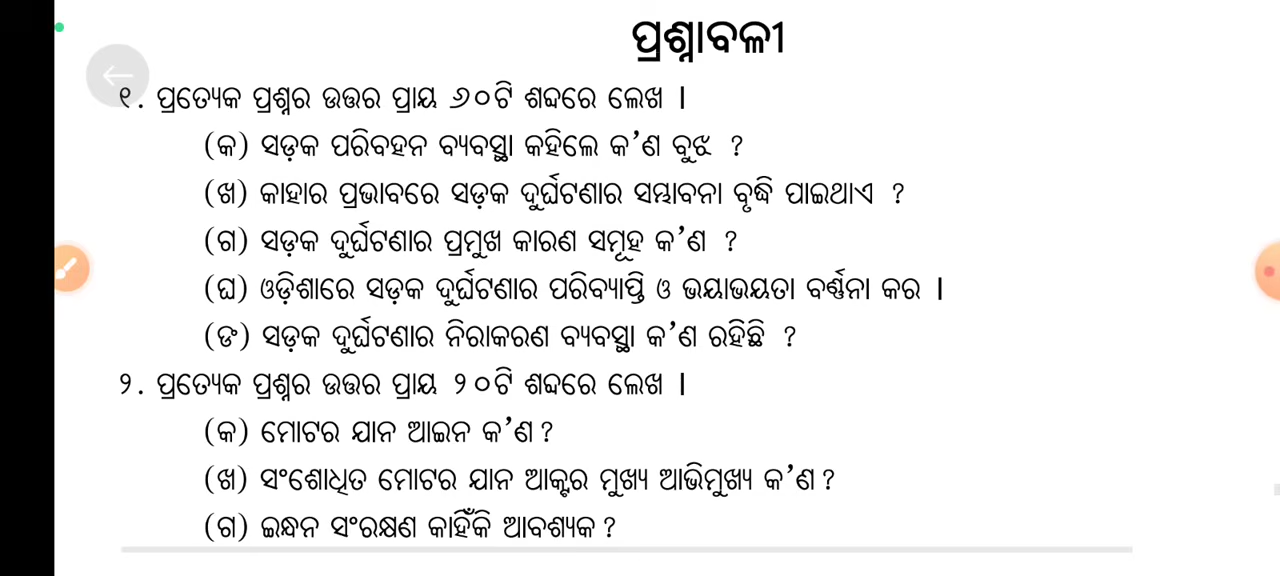 ପ୍ରଶ୍ନାବଳୀ
୧. ପ୍ରତ୍ୟେକ ପ୍ରଶ୍ନର ଉତ୍ତର ପ୍ରାୟ ୬୦ଟି ଶବ୍ଦରେ ଲେଖ ।
(କ) ସଡ଼କ ପରିବହନ ବ୍ୟବସ୍ଥା କହିଲେ କ'ଣ ବୁଝ ?
(ଖ) କାହାର ପ୍ରଭାବରେ ସଡ଼କ ଦୁର୍ଘଟଣାର ସମ୍ଭାବନା ବୃଦ୍ଧି ପାଇଥାଏ ?
(ଗ) ସଡ଼କ ଦୁର୍ଘଟଣାର ପ୍ରମୁଖ କାରଣ ସମୂହ କ'ଣ ?
(ଘ) ଓଡ଼ିଶାରେ ସଡ଼କ ଦୁର୍ଘଟଣାର ପରିବ୍ୟାପ୍ତି ଓ ଭୟାଭୟତା ବର୍ଣ୍ଣନା କର ।
(ଙ) ସଡ଼କ ଦୁର୍ଘଟଣାର ନିରାକରଣ ବ୍ୟବସ୍ଥା କ'ଣ ରହିଛି ?
୨. ପ୍ରତ୍ୟେକ ପ୍ରଶ୍ନର ଉତ୍ତର ପ୍ରାୟ ୨୦ଟି ଶବ୍ଦରେ ଲେଖ ।
(କ) ମୋଟର ଯାନ ଆଇନ କ'ଣ ?
(ଖ) ସଂଶୋଧିତ ମୋଟର ଯାନ ଆକ୍ଟର ମୁଖ୍ୟ ଆଭିମୁଖ୍ୟ କ'ଣ ?
(ଗ) ଇନ୍ଧନ ସଂରକ୍ଷଣ କାହିଁକି ଆବଶ୍ୟକ ?